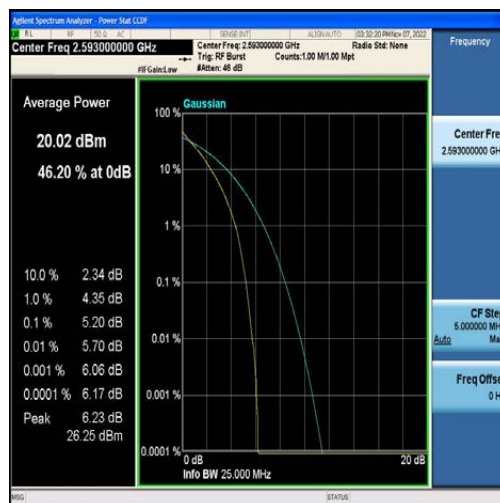 Agilent Spectrum Analyzer - Power Stat CCDF
RL RF 50 Ω AC SENSE:INT ALIGN AUTO 03:32:20 PM Nov 07, 2022
Center Freq 2.593000000 GHz
Center Freq: 2.593000000 GHz Radio Std: None
Trig: RF Burst Counts:1.00 M/1.00 Mpt
#IFGain:Low #Atten: 46 dB
Frequency
Average Power
20.02 dBm
46.20 % at 0dB
10.0 % 2.34 dB
1.0 % 4.35 dB
0.1 % 5.20 dB
0.01 % 5.70 dB
0.001 % 6.06 dB
0.0001 % 6.17 dB
Peak 6.23 dB
26.25 dBm
Gaussian
100 %
10 %
1 %
0.1 %
0.01 %
0.001 %
0.0001 %
0 dB 20 dB
Info BW 25.000 MHz
Center Fre
2.593000000 GH
CF Ste
5.000000 MH
Auto Ma
Freq Offse
0 H
MSG STATUS